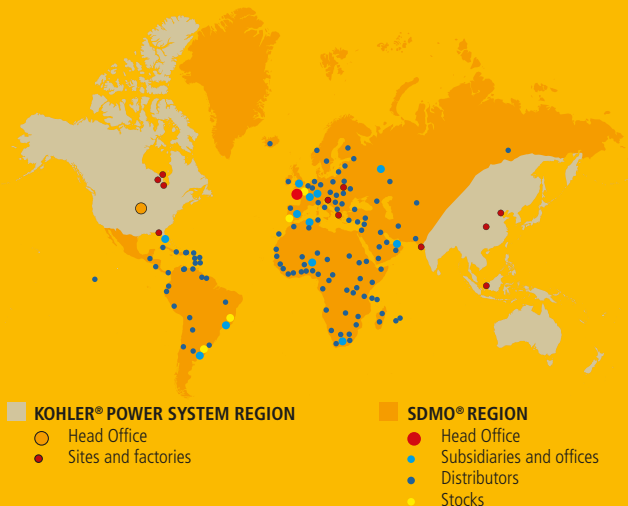 KOHLER® POWER SYSTEM REGION
Head Office
Sites and factories
SDMO® REGION
Head Office
Subsidiaries and offices
Distributors
Stocks